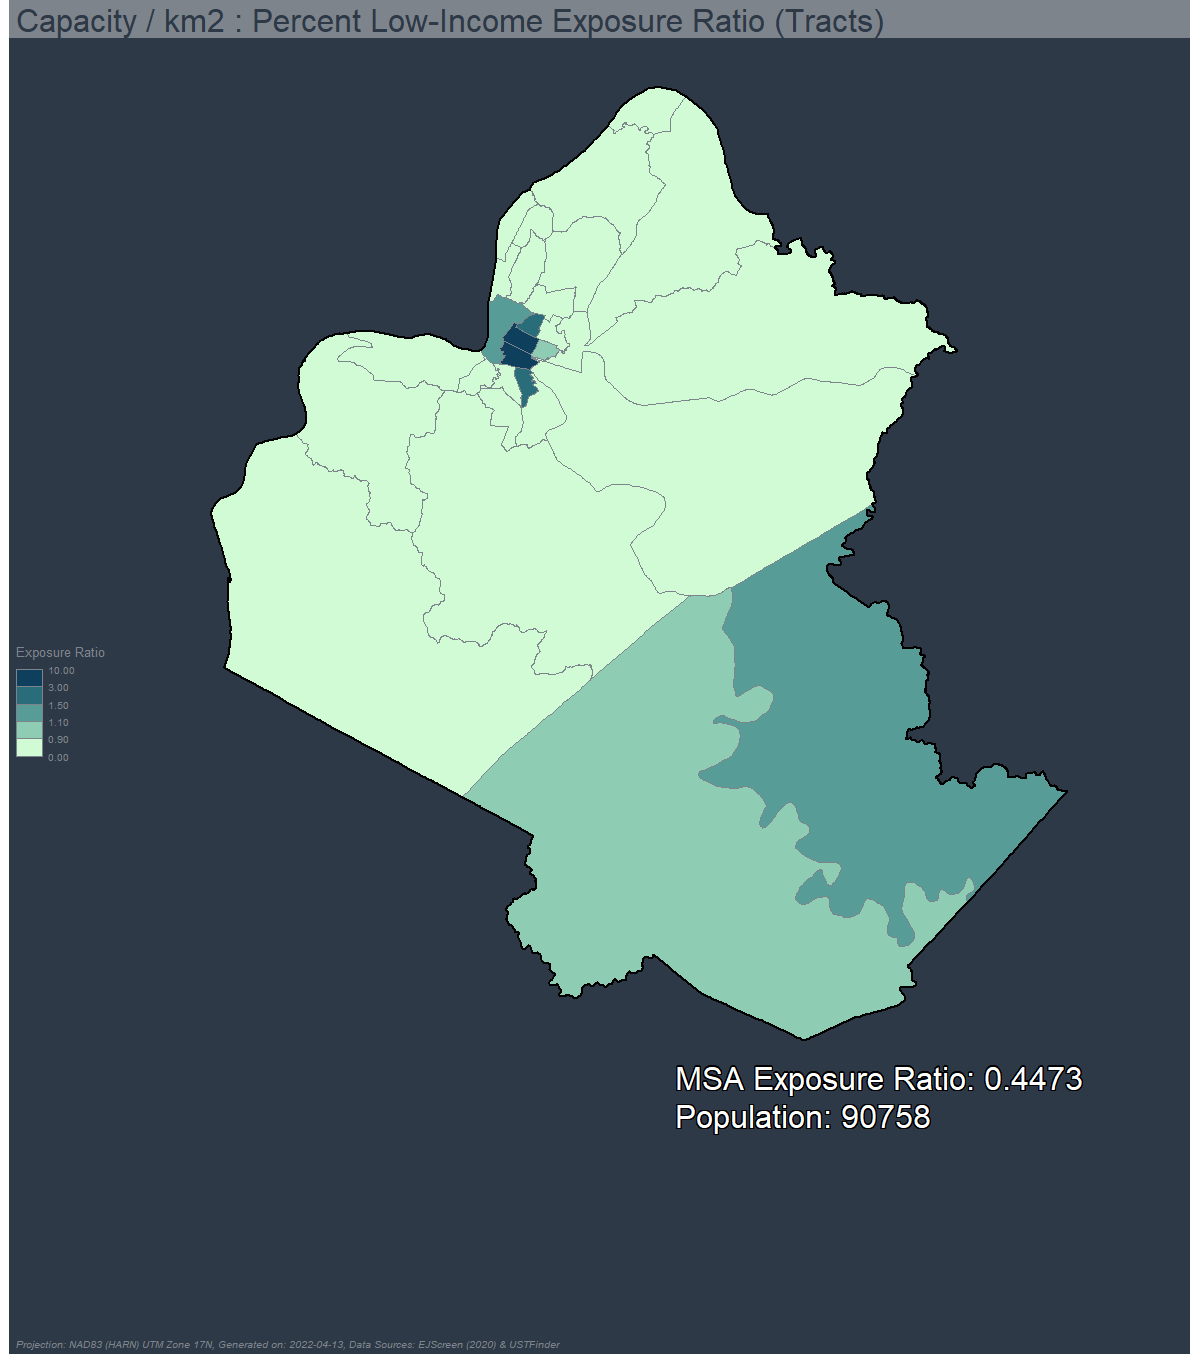 Capacity / km2 : Percent Low-Income Exposure Ratio (Tracts)
Exposure Ratio
10.00
3.00
1.50
1.10
0.90
0.00
MSA Exposure Ratio: 0.4473
Population: 90758
Projection: NAD83 (HARN) UTM Zone 17N, Generated on: 2022-04-13, Data Sources: EJScreen (2020) & USTFinder